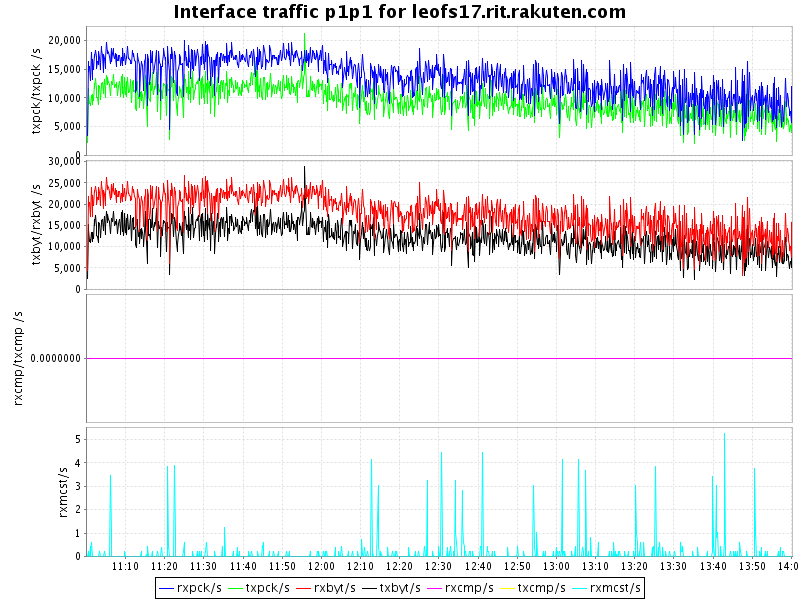 Interface traffic p1p1 for leofs17.rit.rakuten.com
txpck/txpck /s
20,000
15,000
10,000
5,000
0
txbyt/rxbyt /s
30,000
25,000
20,000
15,000
10,000
5,000
0
rxcmp/txcmp /s
0.0000000
rxmcst/s
5
4
3
2
1
0
11:10 11:20 11:30 11:40 11:50 12:00 12:10 12:20 12:30 12:40 12:50 13:00 13:10 13:20 13:30 13:40 13:50 14:0
rxpck/s txpck/s rxbyt/s txbyt/s rxcmp/s txcmp/s rxmcst/s